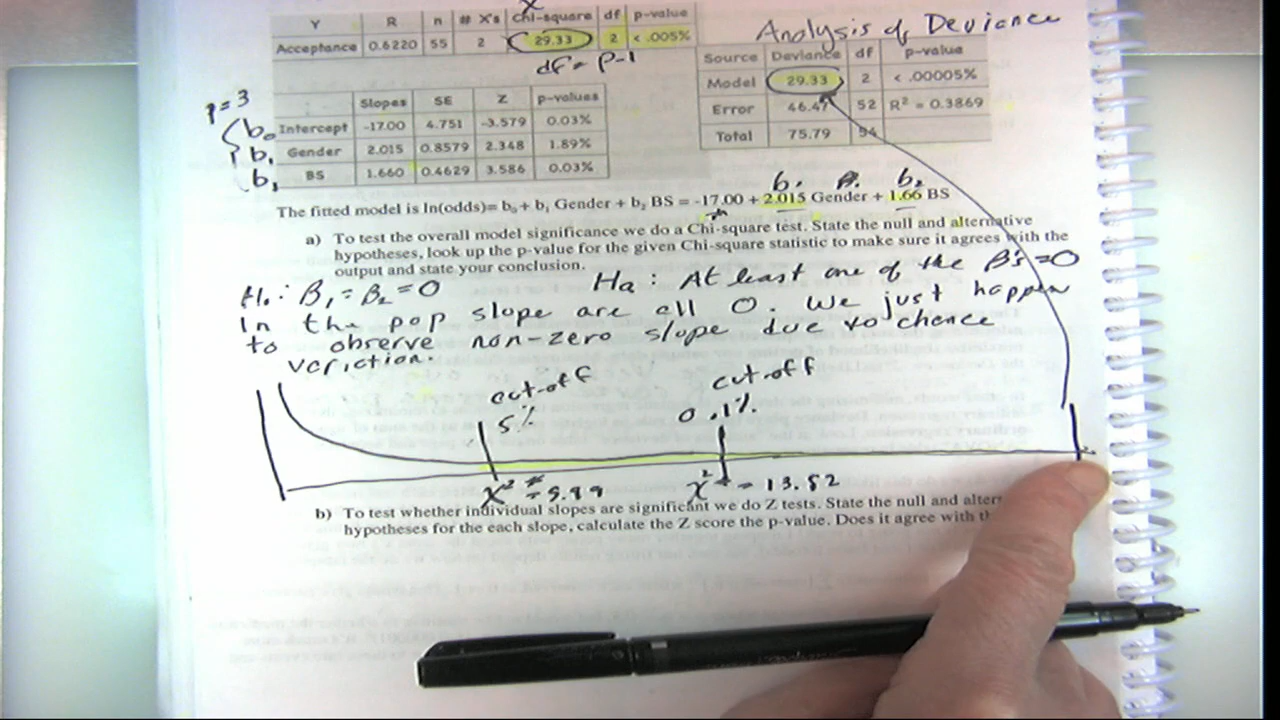 Y R n # X's Chi-square df p-value
Acceptance 0.6220 55 2 29.33 2 < .005%
df = p-1
Analysis of Deviance
Source Deviance df p-value
Model 29.33 2 < .00005%
Error 46.47 52 R² = 0.3869
Total 75.79 54
p=3
Slopes SE Z p-values
b₀ Intercept -17.00 4.751 -3.579 0.03%
b₁ Gender 2.015 0.8579 2.348 1.89%
b₂ BS 1.660 0.4629 3.586 0.03%
b₁ b₂
The fitted model is ln(odds)= b₀ + b₁ Gender + b₂ BS = -17.00 + 2.015 Gender + 1.66 BS
a) To test the overall model significance we do a Chi-square test. State the null and alternative
hypotheses, look up the p-value for the given Chi-square statistic to make sure it agrees with the
output and state your conclusion.
H₀: β₁ = β₂ = 0 Ha: At least one of the β's = 0
In the pop slope are all 0. We just happen
to observe non-zero slope due to chance
variation.
cut-off cut-off
5% 0.1%
χ²* = 5.99 χ²* = 13.82
b) To test whether individual slopes are significant we do Z tests. State the null and alter
hypotheses for the each slope, calculate the Z score the p-value. Does it agree with th